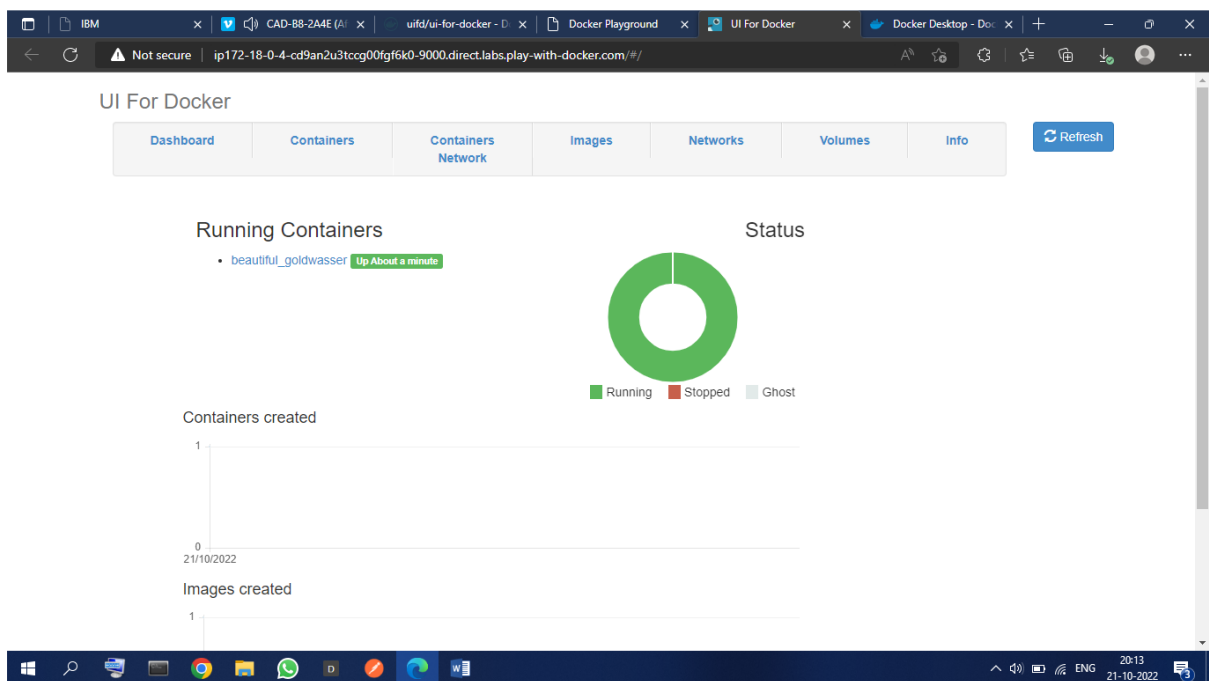 IBM
CAD-B8-2A4E (Af
uifd/ui-for-docker - D
Docker Playground
UI For Docker
Docker Desktop - Doc
Not secure
ip172-18-0-4-cd9an2u3tccg00fgf6k0-9000.direct.labs.play-with-docker.com/#/
UI For Docker
Dashboard
Containers
Containers
Network
Images
Networks
Volumes
Info
Refresh
Running Containers
beautiful_goldwasser Up About a minute
Status
Running Stopped Ghost
Containers created
1
0
21/10/2022
Images created
1
ENG
20:13
21-10-2022
3